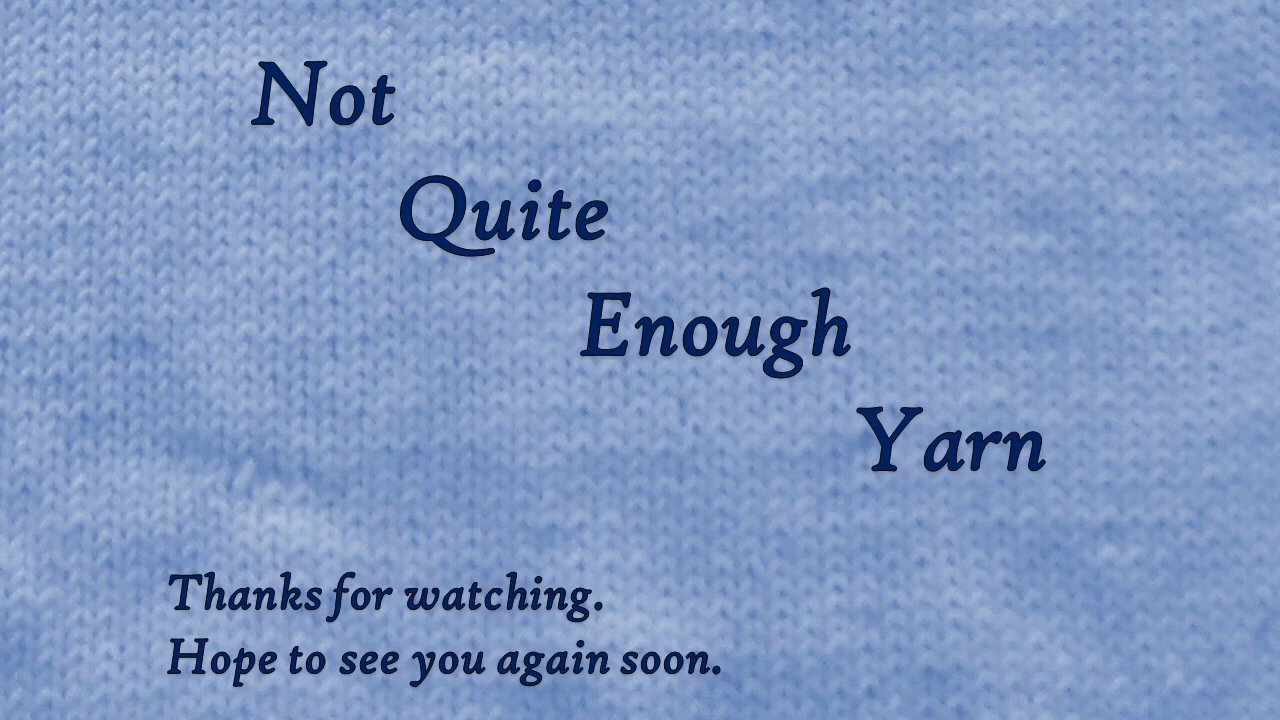 Not
Quite
Enough
Yarn
Thanks for watching.
Hope to see you again soon.